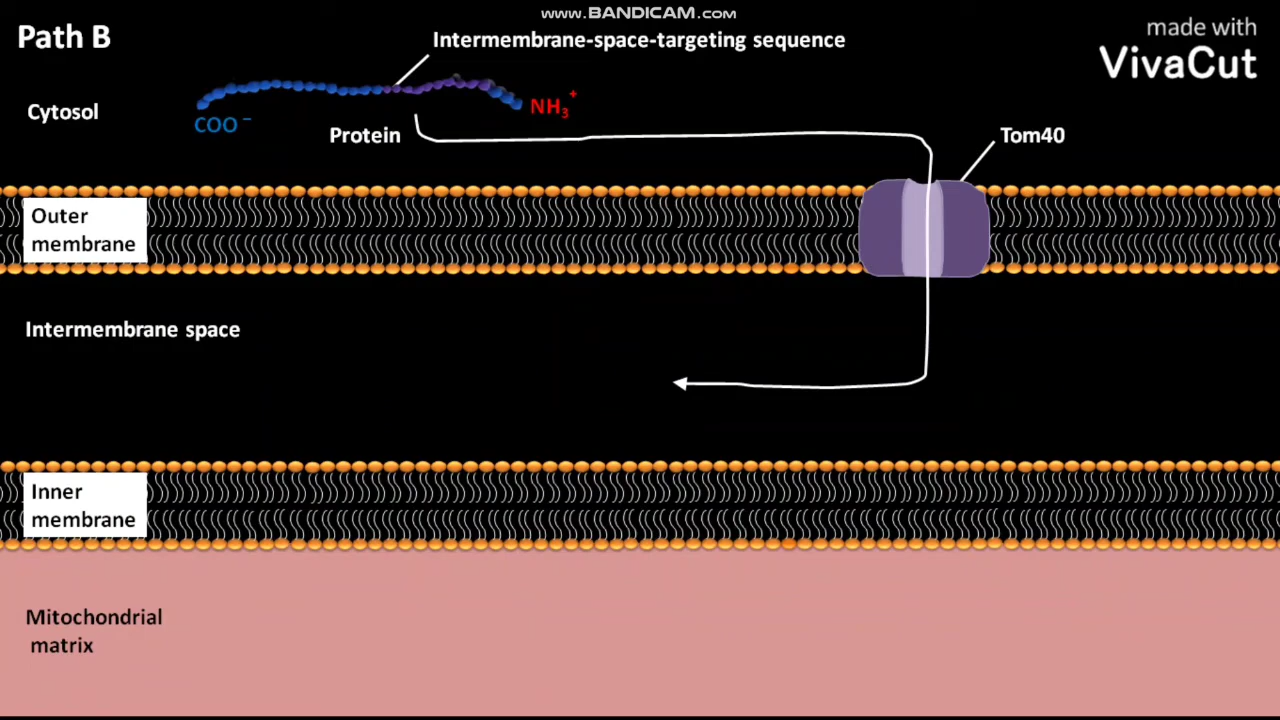 www.BANDICAM.com
Path B
Intermembrane-space-targeting sequence
made with
VivaCut
Cytosol
COO⁻
NH₃⁺
Protein
Tom40
Outer
membrane
Intermembrane space
Inner
membrane
Mitochondrial
matrix